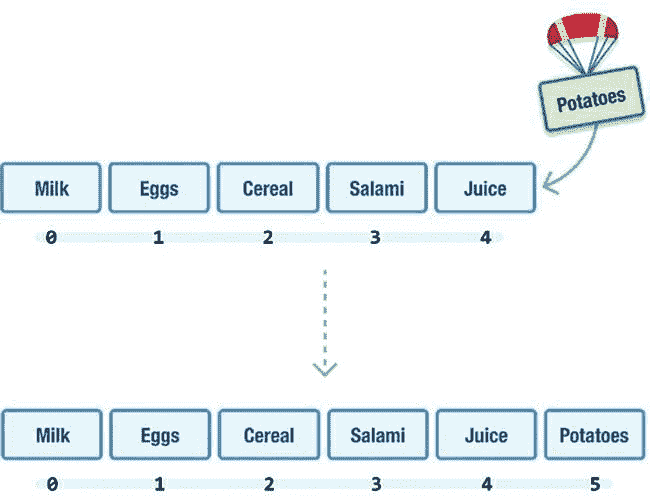 Potatoes
Milk Eggs Cereal Salami Juice
0 1 2 3 4
Milk Eggs Cereal Salami Juice Potatoes
0 1 2 3 4 5